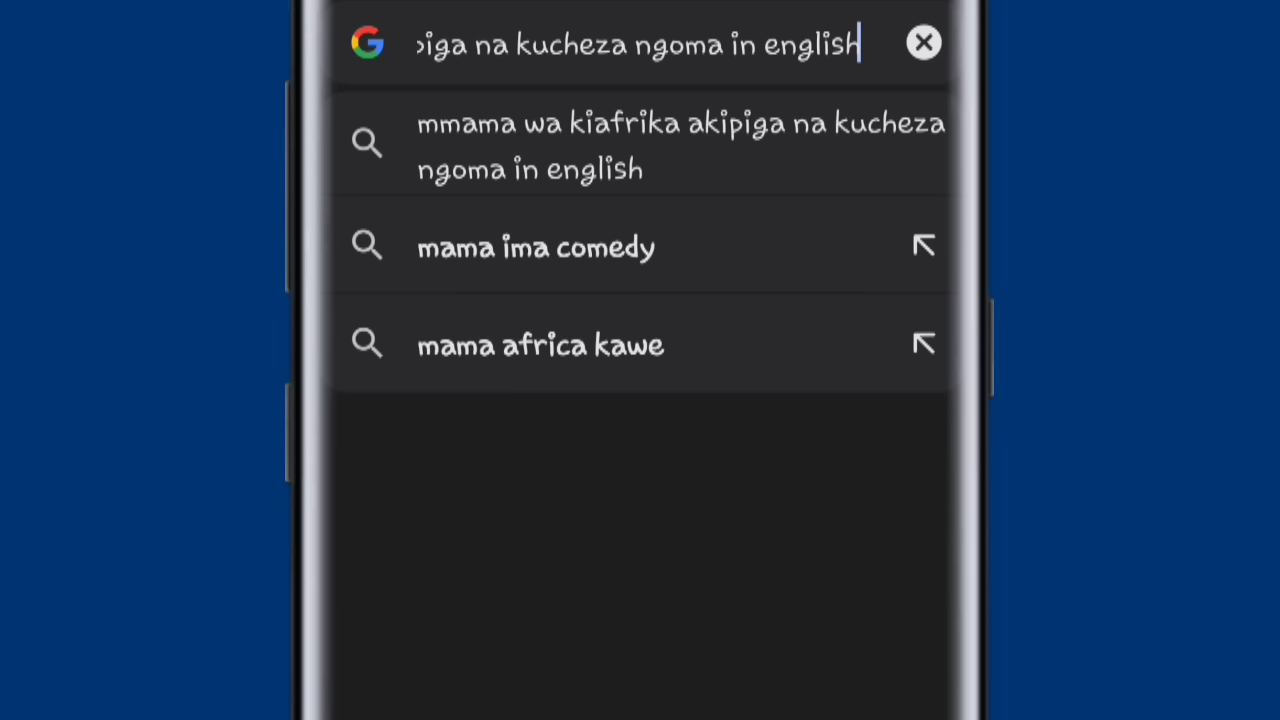 na kucheza ngoma in english
mmama wa kiafrika akipiga na kucheza
ngoma in english
mama ima comedy
mama africa kawe